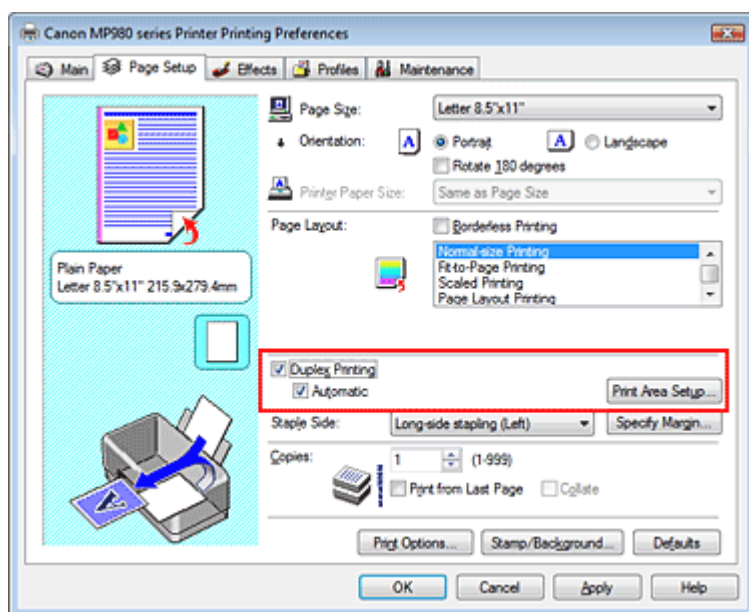 Canon MP980 series Printer Printing Preferences
Main Page Setup Effects Profiles Maintenance
Page Size: Letter 8.5"x11"
Orientation: A Portrait A Landscape
Rotate 180 degrees
Printer Paper Size: Same as Page Size
Page Layout: Borderless Printing
Normal-size Printing
Fit-to-Page Printing
Scaled Printing
Page Layout Printing
Plain Paper
Letter 8.5"x11" 215.9x279.4mm
Duplex Printing
Automatic Print Area Setup...
Staple Side: Long-side stapling (Left) Specify Margin...
Copies: 1 (1-999)
Print from Last Page Collate
Print Options... Stamp/Background... Defaults
OK Cancel Apply Help